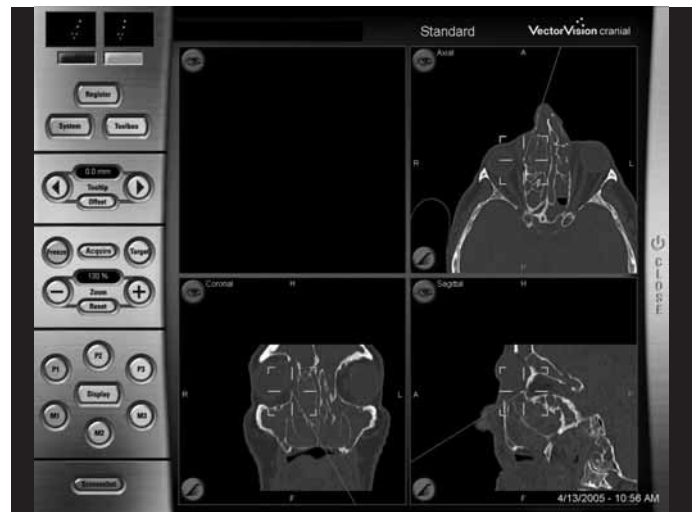 Standard VectorVision cranial
Register
System Toolbox
0.0 mm
Tooltip
Offset
Freeze Acquire Target
100 %
Zoom
Reset
P1 P2 P3
Display
M1 M2 M3
Screenshot
Axial A
R L
P
Coronal H
R L
F
Sagittal H
A P
F
4/13/2005 - 10:56 AM
CLOSE